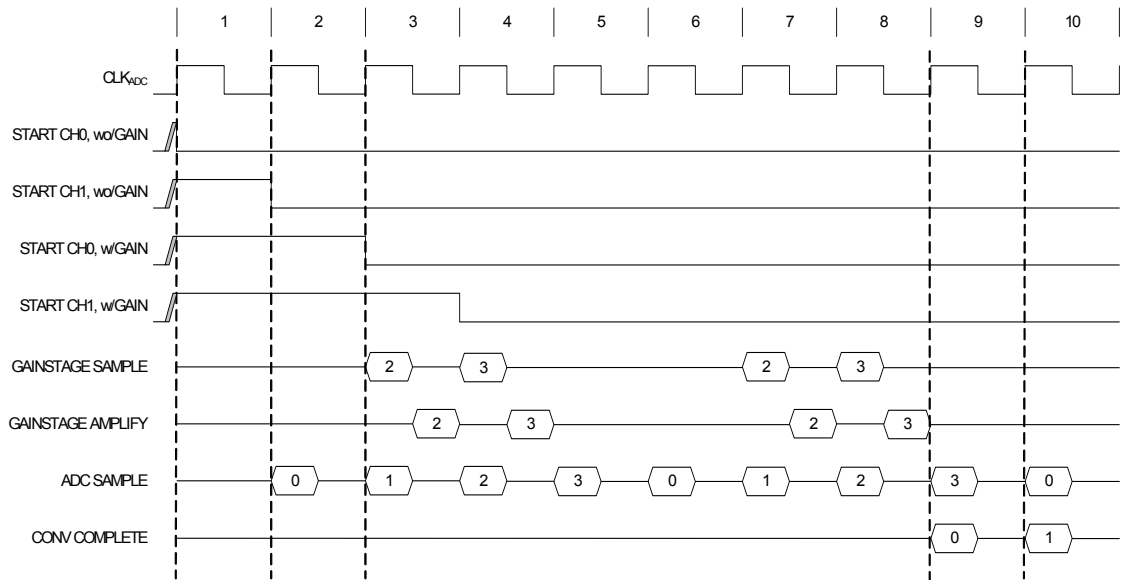 1 2 3 4 5 6 7 8 9 10
CLKADC
START CH0, wo/GAIN
START CH1, wo/GAIN
START CH0, w/GAIN
START CH1, w/GAIN
GAINSTAGE SAMPLE 2 3 2 3
GAINSTAGE AMPLIFY 2 3 2 3
ADC SAMPLE 0 1 2 3 0 1 2 3 0
CONV COMPLETE 0 1